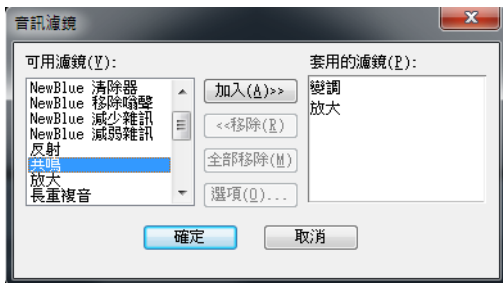 音訊濾鏡
可用濾鏡(V):
NewBlue 清除器
NewBlue 移除嗡聲
NewBlue 減少雜訊
NewBlue 減弱雜訊
反射
共鳴
放大
長重複音
加入(A)>>
<<移除(R)
全部移除(M)
選項(O)...
套用的濾鏡(P):
變調
放大
確定
取消